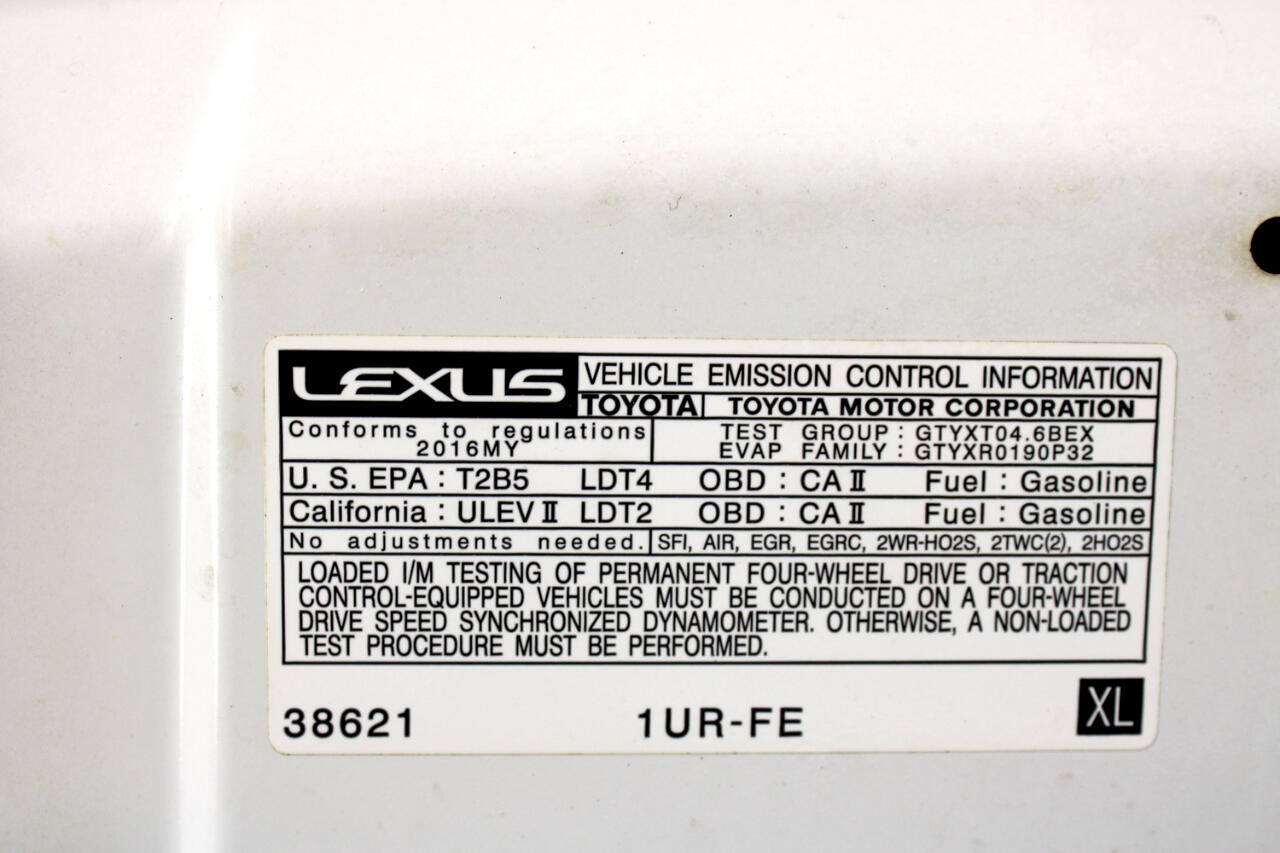 LEXUS VEHICLE EMISSION CONTROL INFORMATION
TOYOTA TOYOTA MOTOR CORPORATION
Conforms to regulations
2016MY
TEST GROUP : GTYXT04.6BEX
EVAP FAMILY : GTYXR0190P32
U.S. EPA : T2B5 LDT4 OBD : CA II Fuel : Gasoline
California : ULEV II LDT2 OBD : CA II Fuel : Gasoline
No adjustments needed. SFI, AIR, EGR, EGRC, 2WR-HO2S, 2TWC(2), 2HO2S
LOADED I/M TESTING OF PERMANENT FOUR-WHEEL DRIVE OR TRACTION
CONTROL-EQUIPPED VEHICLES MUST BE CONDUCTED ON A FOUR-WHEEL
DRIVE SPEED SYNCHRONIZED DYNAMOMETER. OTHERWISE, A NON-LOADED
TEST PROCEDURE MUST BE PERFORMED.
38621 1UR-FE XL